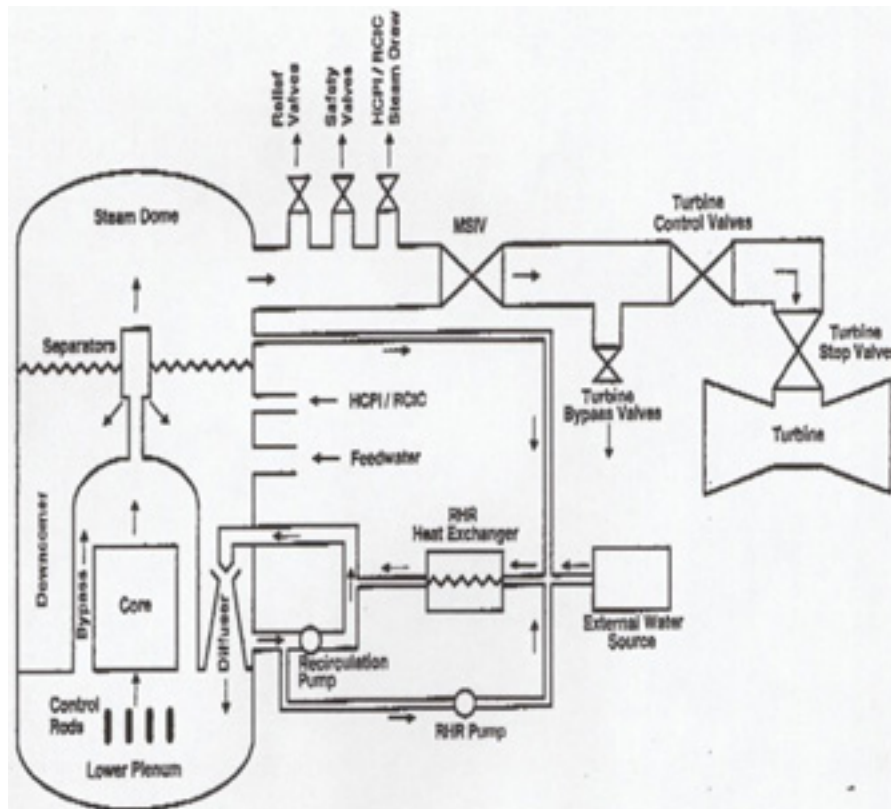 Relief
Valves
Safety
Valves
HCPI / RCIC
Steam Draw
Steam Dome
MSIV
Turbine
Control Valves
Separators
Turbine
Stop Valves
HCPI / RCIC
Turbine
Bypass Valves
Feedwater
Turbine
RHR
Heat Exchanger
Downcomer
Bypass
Core
Diffuser
External Water
Source
Recirculation
Pump
Control
Rods
RHR Pump
Lower Plenum